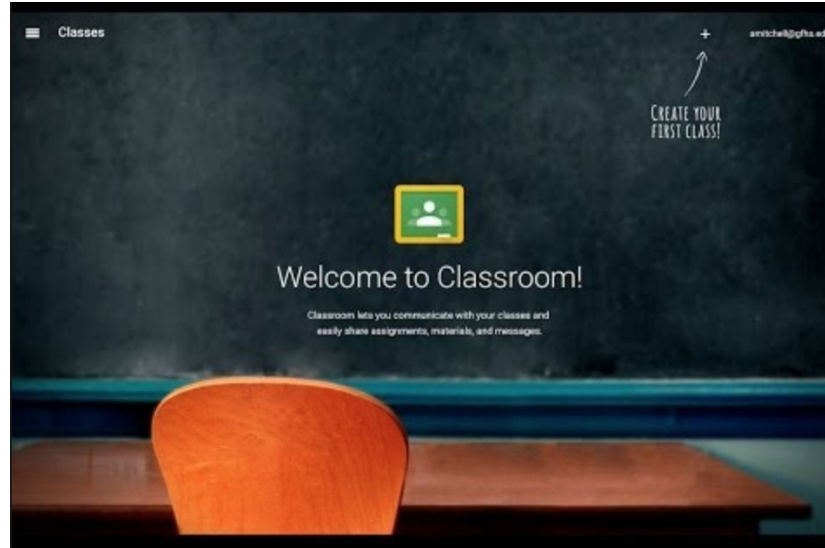 Classes
+
amitchell@gfha.ed
CREATE YOUR
FIRST CLASS!
Welcome to Classroom!
Classroom lets you communicate with your classes and
easily share assignments, materials, and messages.